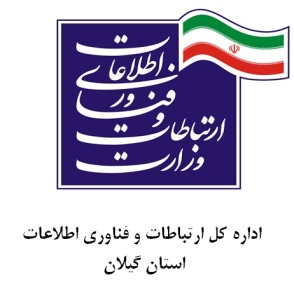 وزارت
ارتباطات
و فناوری
اطلاعات
اداره کل ارتباطات و فناوری اطلاعات
استان گیلان